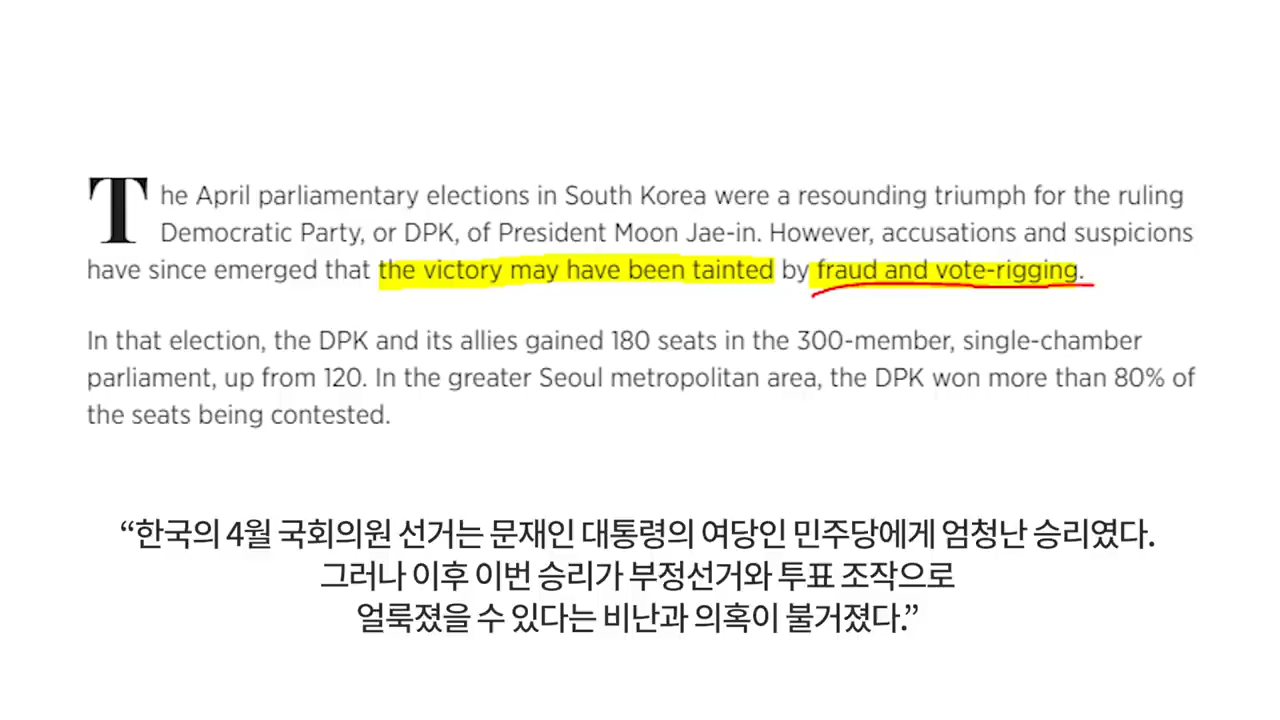 The April parliamentary elections in South Korea were a resounding triumph for the ruling
Democratic Party, or DPK, of President Moon Jae-in. However, accusations and suspicions
have since emerged that the victory may have been tainted by fraud and vote-rigging.
In that election, the DPK and its allies gained 180 seats in the 300-member, single-chamber
parliament, up from 120. In the greater Seoul metropolitan area, the DPK won more than 80% of
the seats being contested.
“한국의 4월 국회의원 선거는 문재인 대통령의 여당인 민주당에게 엄청난 승리였다.
그러나 이후 이번 승리가 부정선거와 투표 조작으로
얼룩졌을 수 있다는 비난과 의혹이 불거졌다.”